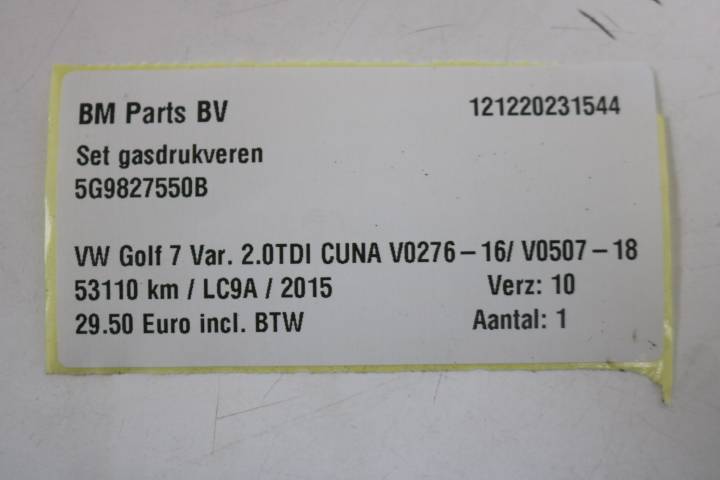 BM Parts BV 121220231544
Set gasdrukveren
5G9827550B
VW Golf 7 Var. 2.0TDI CUNA V0276-16/ V0507-18
53110 km / LC9A / 2015 Verz: 10
29.50 Euro incl. BTW Aantal: 1